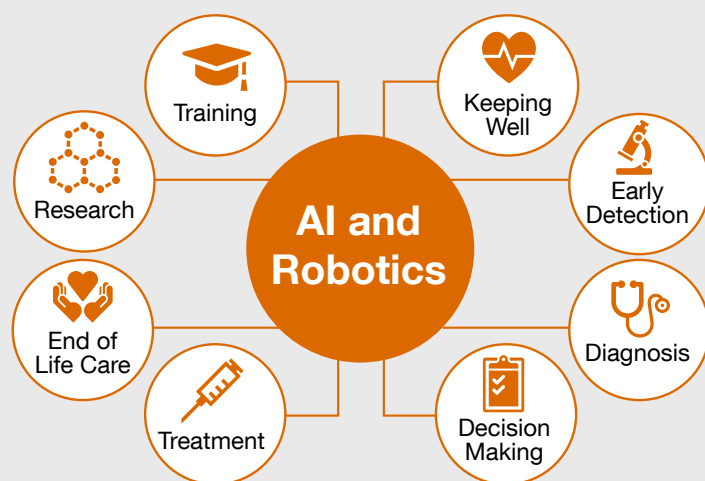 AI and
Robotics
Keeping
Well
Early
Detection
Diagnosis
Decision
Making
Treatment
End of
Life Care
Research
Training